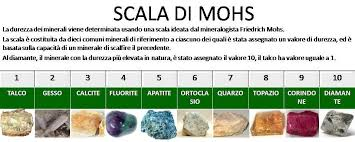 SCALA DI MOHS
La durezza dei minerali viene determinata usando una scala ideata dal mineralogista Friedrich Mohs.
La scala è costituita da dieci comuni minerali di riferimento a ciascuno dei quali è stato assegnato un valore di durezza, ed è
basata sulla capacità di un minerale di scalfire il precedente.
Al diamante, il minerale con la durezza più elevata in natura, è stato assegnato il valore 10, il talco ha valore uguale a 1.
1 2 3 4 5 6 7 8 9 10
TALCO GESSO CALCITE FLUORITE APATITE ORTOCLA SIO QUARZO TOPAZIO CORINDO NE DIAMAN TE